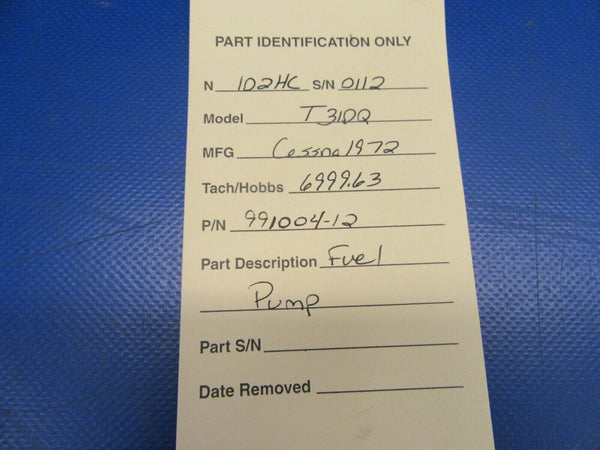 PART IDENTIFICATION ONLY
N 102HC S/N 0112
Model T310Q
MFG Cessna 1972
Tach/Hobbs 6999.63
P/N 991004-12
Part Description Fuel
Pump
Part S/N
Date Removed